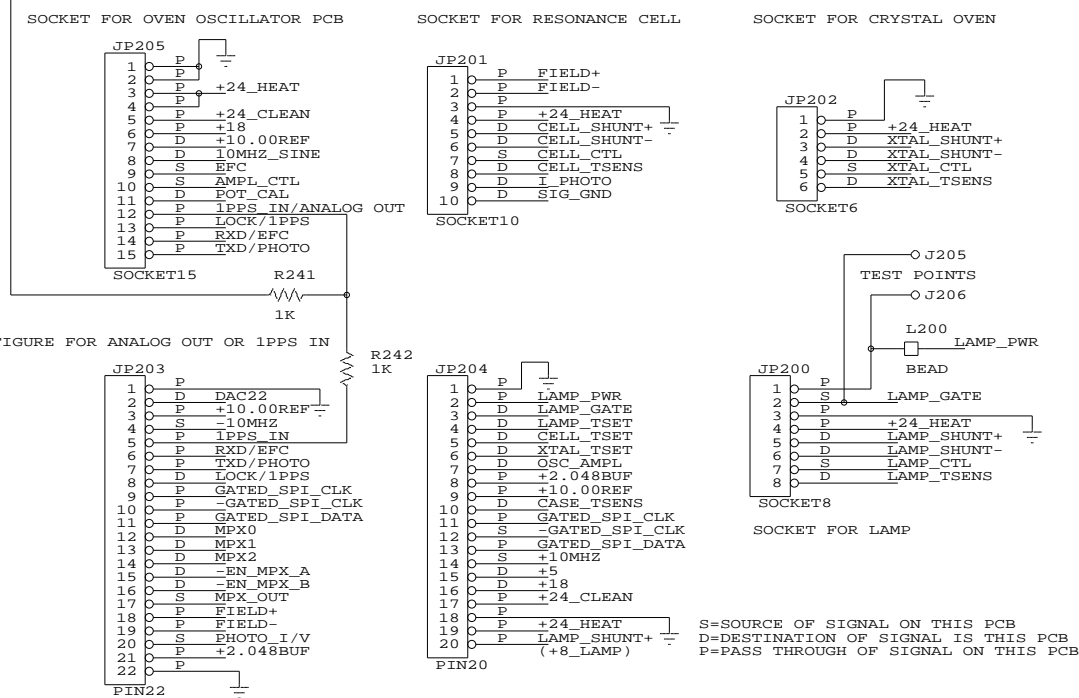 SOCKET FOR OVEN OSCILLATOR PCB
JP205
1 P
2 P
3 P +24_HEAT
4 P
5 P +24_CLEAN
6 P +18
7 D +10.00REF
8 D 10MHZ_SINE
9 S EFC
10 S AMPL_CTL
11 D POT_CAL
12 P 1PPS_IN/ANALOG OUT
13 P LOCK/1PPS
14 P RXD/EFC
15 P TXD/PHOTO
SOCKET15
SOCKET FOR RESONANCE CELL
JP201
1 P FIELD+
2 P FIELD-
3 P
4 P +24_HEAT
5 D CELL_SHUNT+
6 D CELL_SHUNT-
7 S CELL_CTL
8 D CELL_TSENS
9 D I_PHOTO
10 D SIG_GND
SOCKET10
SOCKET FOR CRYSTAL OVEN
JP202
1 P
2 P +24_HEAT
3 D XTAL_SHUNT+
4 D XTAL_SHUNT-
5 S XTAL_CTL
6 D XTAL_TSENS
SOCKET6
R241
1K
R242
1K
J205
TEST POINTS
J206
L200
LAMP_PWR
BEAD
FIGURE FOR ANALOG OUT OR 1PPS IN
JP203
1 P
2 D DAC22
3 P +10.00REF
4 S -10MHZ
5 S 1PPS_IN
6 P RXD/EFC
7 P TXD/PHOTO
8 D LOCK/1PPS
9 P GATED_SPI_CLK
10 P -GATED_SPI_CLK
11 P GATED_SPI_DATA
12 D MPX0
13 D MPX1
14 D MPX2
15 D -EN_MPX_A
16 D -EN_MPX_B
17 S MPX_OUT
18 P FIELD+
19 P FIELD-
20 S PHOTO_I/V
21 P +2.048BUF
22 P
PIN22
JP204
1 P
2 P LAMP_PWR
3 D LAMP_GATE
4 D LAMP_TSET
5 D CELL_TSET
6 D XTAL_TSET
7 D OSC_AMPL
8 P +2.048BUF
9 P +10.00REF
10 D CASE_TSENS
11 P GATED_SPI_CLK
12 S -GATED_SPI_CLK
13 P GATED_SPI_DATA
14 S +10MHZ
15 D +5
16 D +18
17 P +24_CLEAN
18 P
19 P +24_HEAT
20 P LAMP_SHUNT+
(+8_LAMP)
PIN20
JP200
1 P
2 S LAMP_GATE
3 P
4 P +24_HEAT
5 D LAMP_SHUNT+
6 D LAMP_SHUNT-
7 S LAMP_CTL
8 D LAMP_TSENS
SOCKET8
SOCKET FOR LAMP
S=SOURCE OF SIGNAL ON THIS PCB
D=DESTINATION OF SIGNAL IS THIS PCB
P=PASS THROUGH OF SIGNAL ON THIS PCB